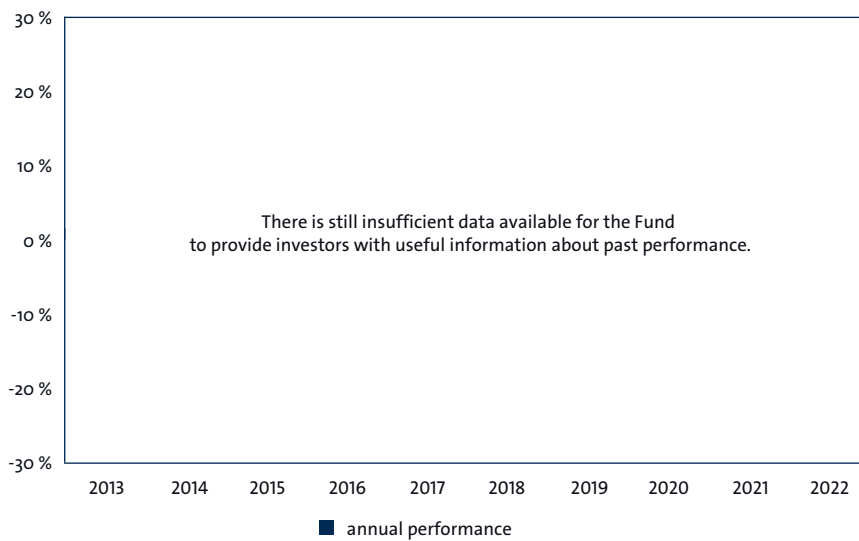 30 %
20 %
10 %
0 %
-10 %
-20 %
-30 %
There is still insufficient data available for the Fund
to provide investors with useful information about past performance.
2013 2014 2015 2016 2017 2018 2019 2020 2021 2022
annual performance